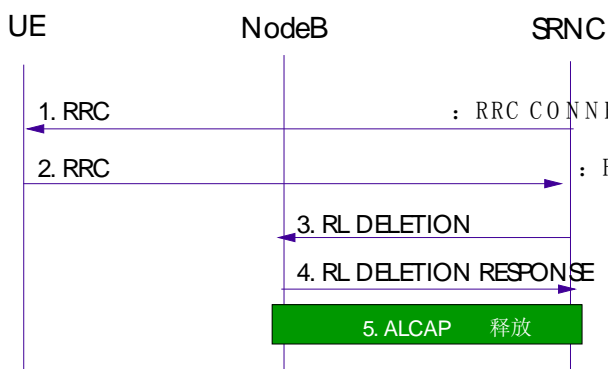 UE NodeB SRNC
1. RRC : RRC CONN
2. RRC :
3. RL DELETION
4. RL DELETION RESPONSE
5. ALCAP 释放